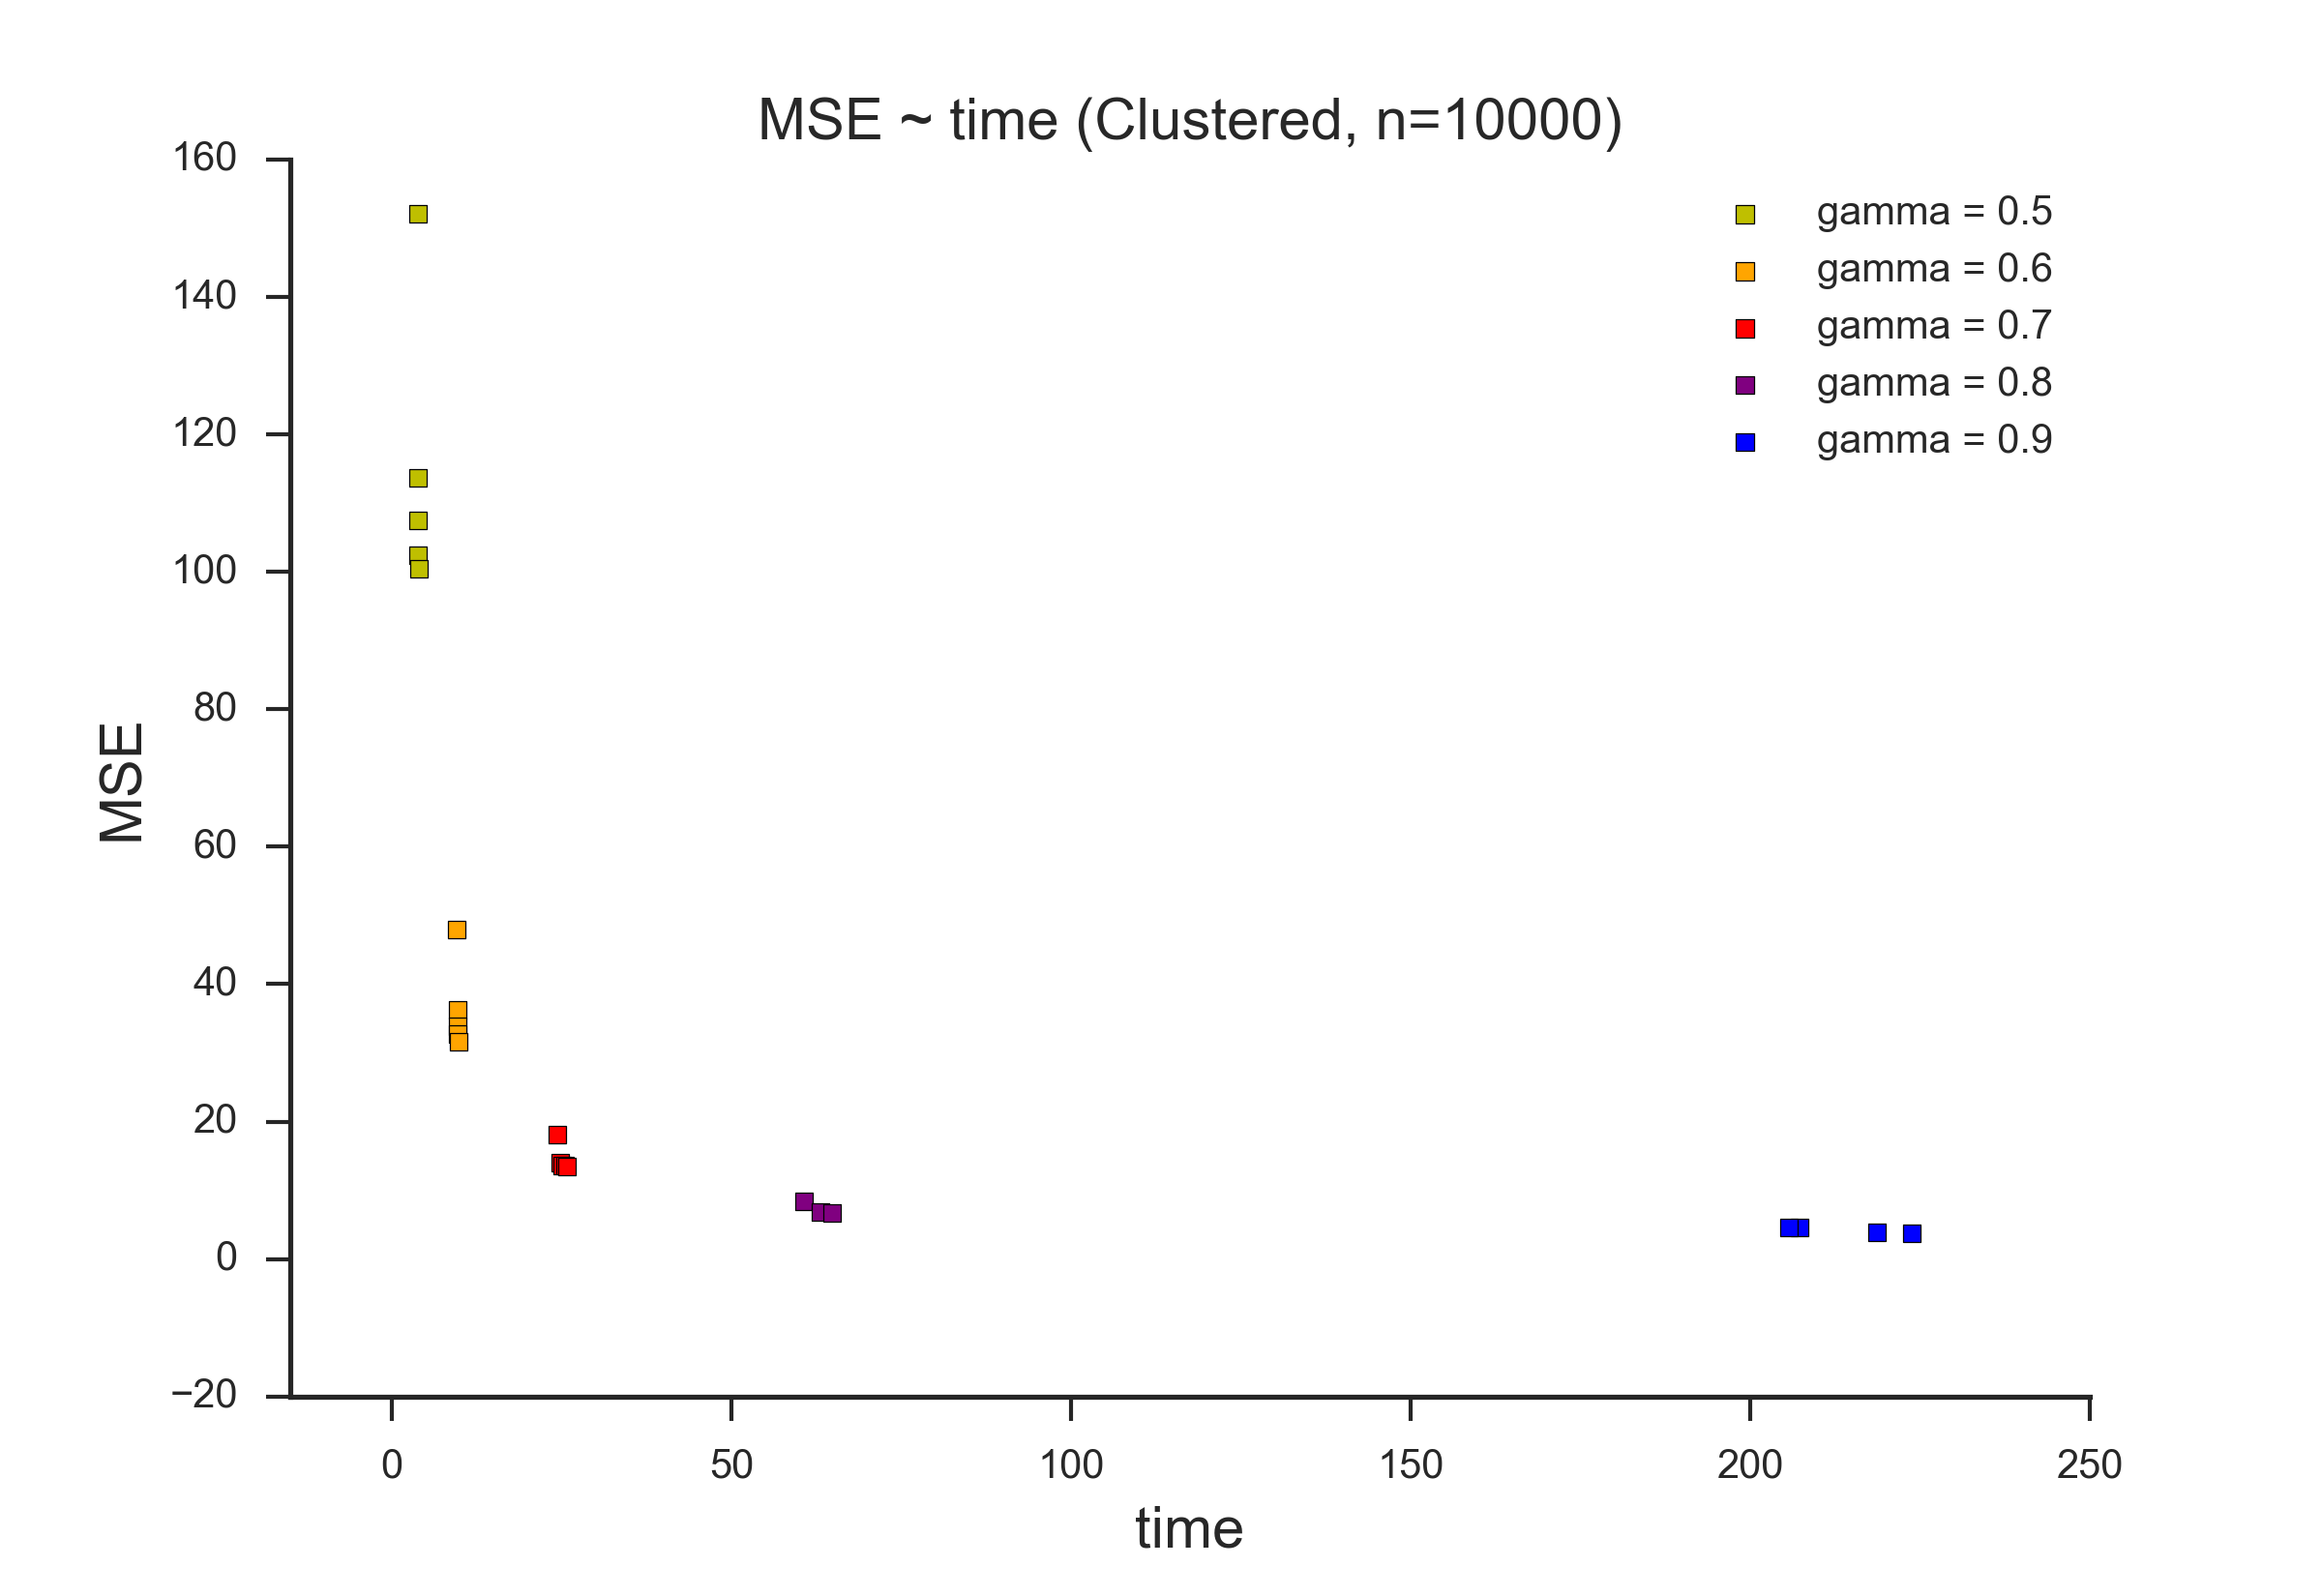 MSE ~ time (Clustered, n=10000)
160
140
120
100
80
60
40
20
0
−20
MSE
gamma = 0.5
gamma = 0.6
gamma = 0.7
gamma = 0.8
gamma = 0.9
0 50 100 150 200 250
time